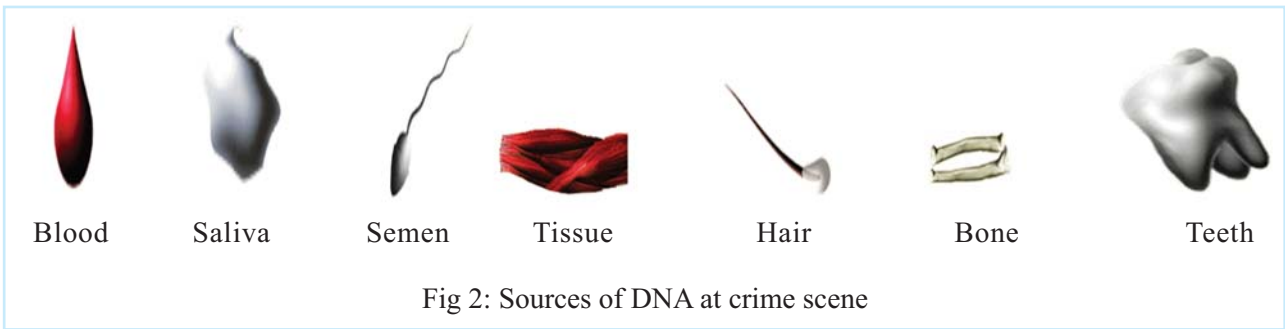 Blood Saliva Semen Tissue Hair Bone Teeth
Fig 2: Sources of DNA at crime scene